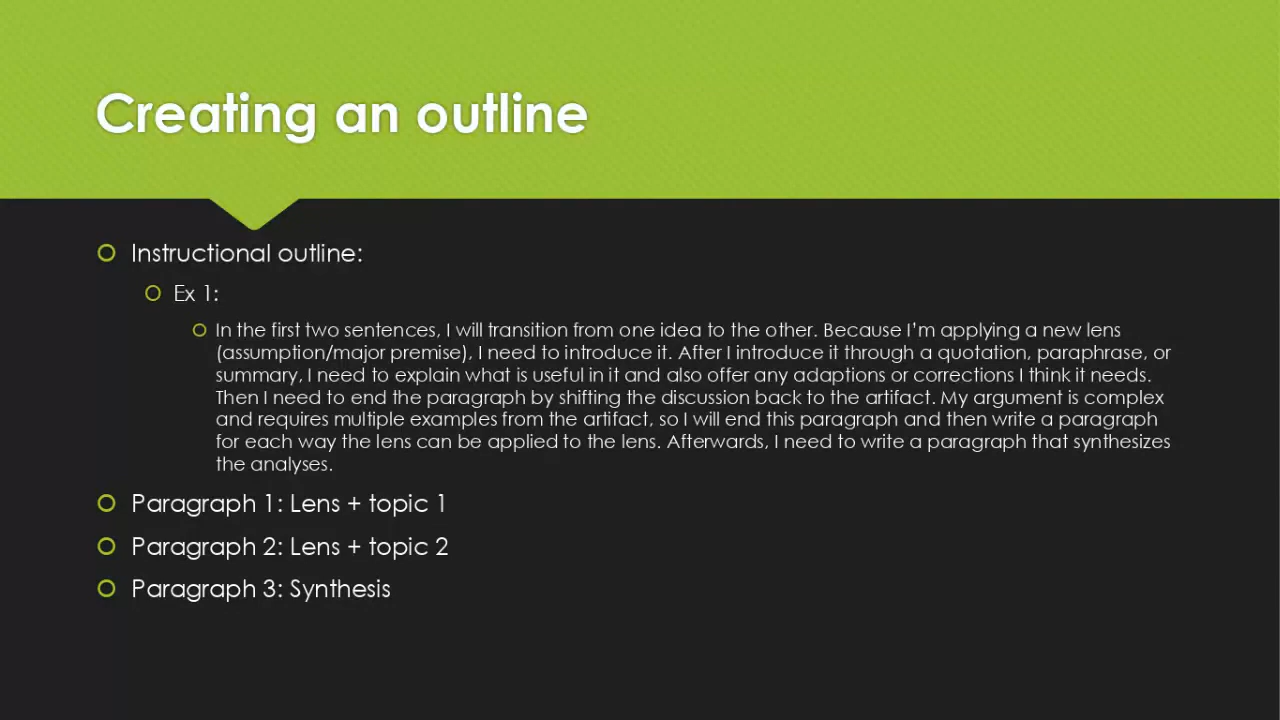 Creating an outline
Instructional outline:
Ex 1:
In the first two sentences, I will transition from one idea to the other. Because I'm applying a new lens
(assumption/major premise), I need to introduce it. After I introduce it through a quotation, paraphrase, or
summary, I need to explain what is useful in it and also offer any adaptions or corrections I think it needs.
Then I need to end the paragraph by shifting the discussion back to the artifact. My argument is complex
and requires multiple examples from the artifact, so I will end this paragraph and then write a paragraph
for each way the lens can be applied to the lens. Afterwards, I need to write a paragraph that synthesizes
the analyses.
Paragraph 1: Lens + topic 1
Paragraph 2: Lens + topic 2
Paragraph 3: Synthesis